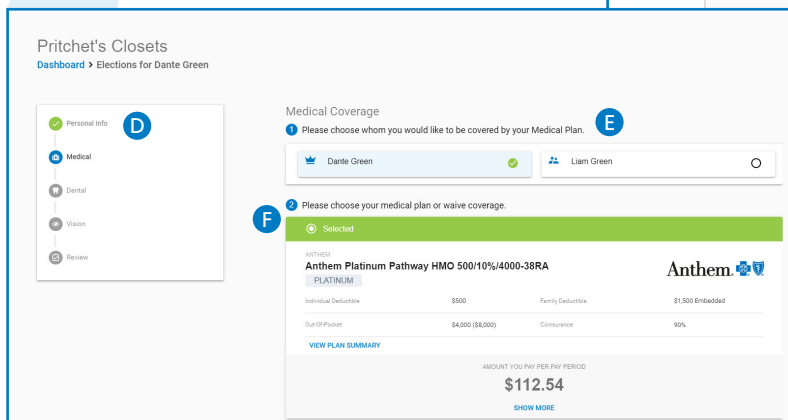 Pritchet's Closets
Dashboard > Elections for Dante Green
Personal Info
D
Medical
Dental
Vision
Review
Medical Coverage
E
1 Please choose whom you would like to be covered by your Medical Plan.
Dante Green
Liam Green
2 Please choose your medical plan or waive coverage.
F
Selected
ANTHEM
Anthem Platinum Pathway HMO 500/10%/4000-38RA
PLATINUM
Anthem.
Individual Deductible $500 Family Deductible $1,500 Embedded
Out-Of-Pocket $4,000 ($8,000) Coinsurance 90%
VIEW PLAN SUMMARY
AMOUNT YOU PAY PER PAY PERIOD
$112.54
SHOW MORE